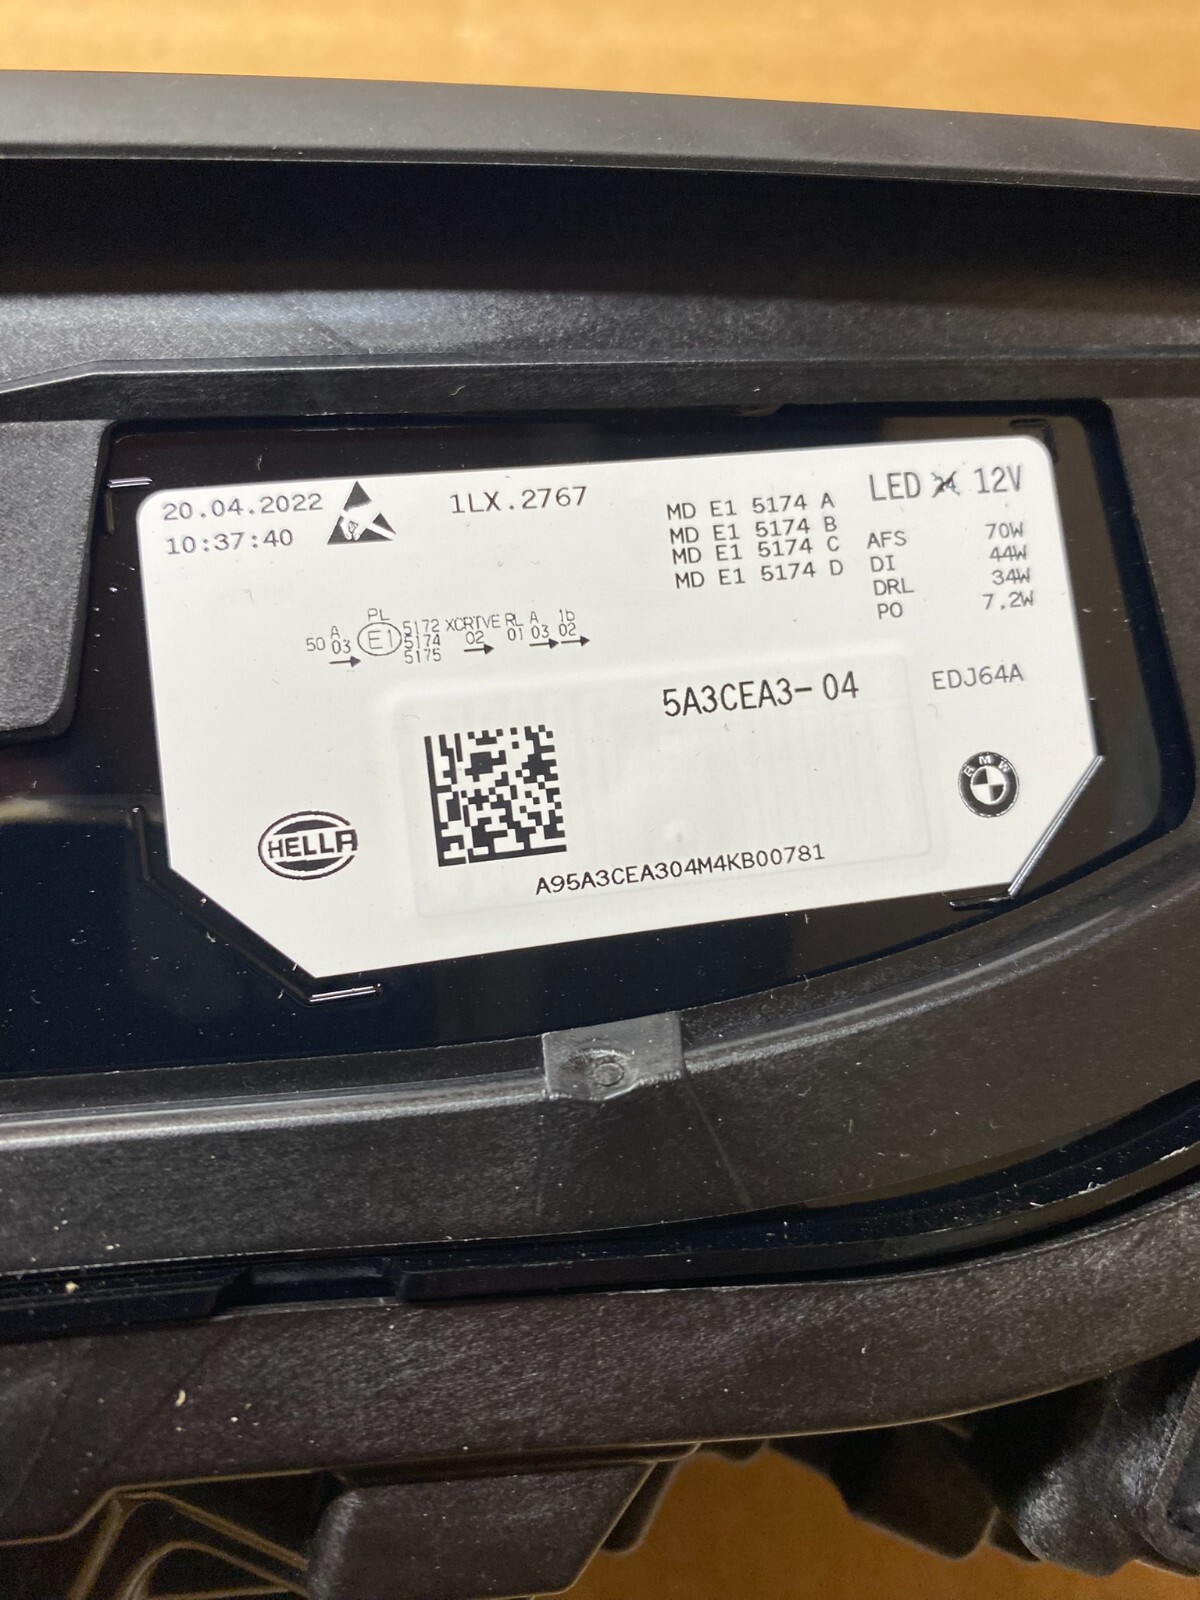 20.04.2022
10:37:40
1LX.2767
MD E1 5174 A
MD E1 5174 B
MD E1 5174 C
MD E1 5174 D
LED 12V
AFS 70W
DI 44W
DRL 34W
PO 7.2W
PL
50 A 03 E1 5172 5174 5175 XCRTVE 02 RL 01 A 03 1b 02
5A3CEA3-04
EDJ64A
BMW
HELLA
A95A3CEA304M4KB00781